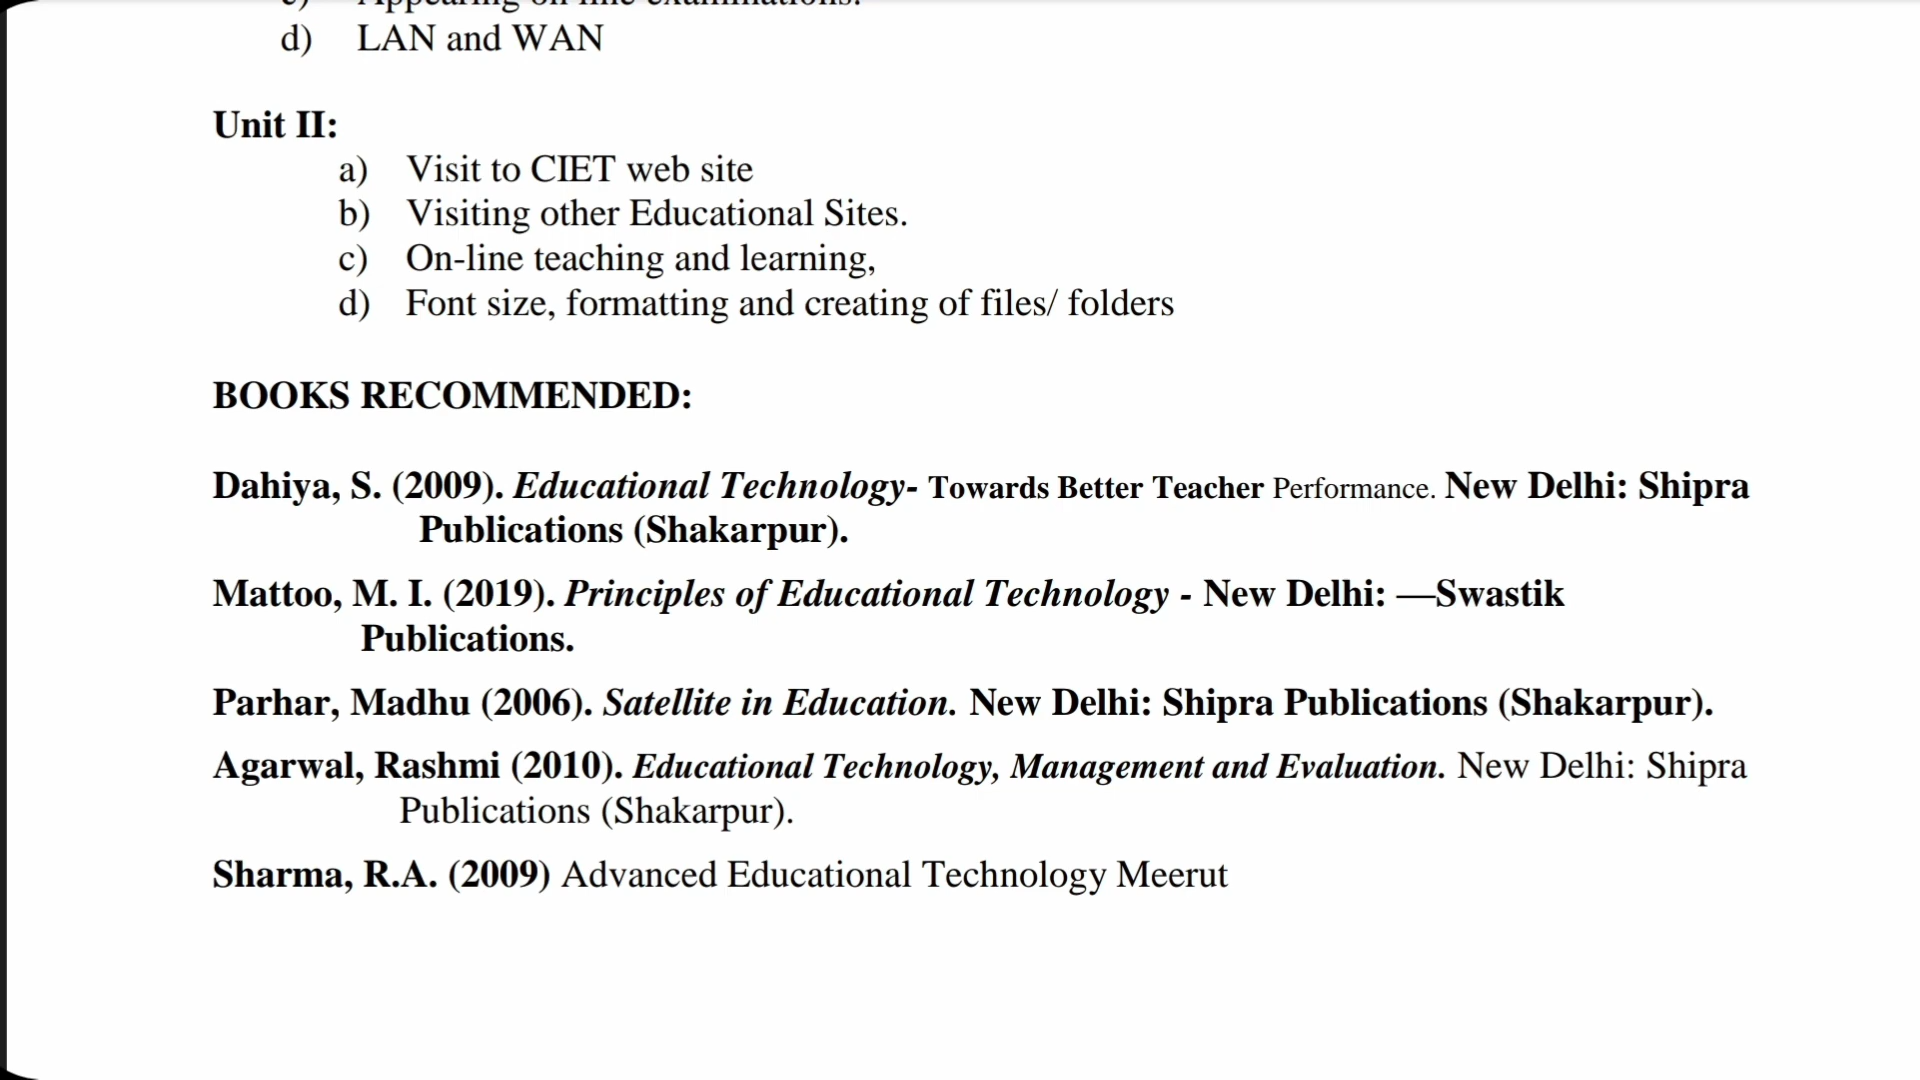 c) Appearing on-line examinations.
d) LAN and WAN
Unit II:
a) Visit to CIET web site
b) Visiting other Educational Sites.
c) On-line teaching and learning,
d) Font size, formatting and creating of files/ folders
BOOKS RECOMMENDED:
Dahiya, S. (2009). Educational Technology- Towards Better Teacher Performance. New Delhi: Shipra
Publications (Shakarpur).
Mattoo, M. I. (2019). Principles of Educational Technology - New Delhi: —Swastik
Publications.
Parhar, Madhu (2006). Satellite in Education. New Delhi: Shipra Publications (Shakarpur).
Agarwal, Rashmi (2010). Educational Technology, Management and Evaluation. New Delhi: Shipra
Publications (Shakarpur).
Sharma, R.A. (2009) Advanced Educational Technology Meerut